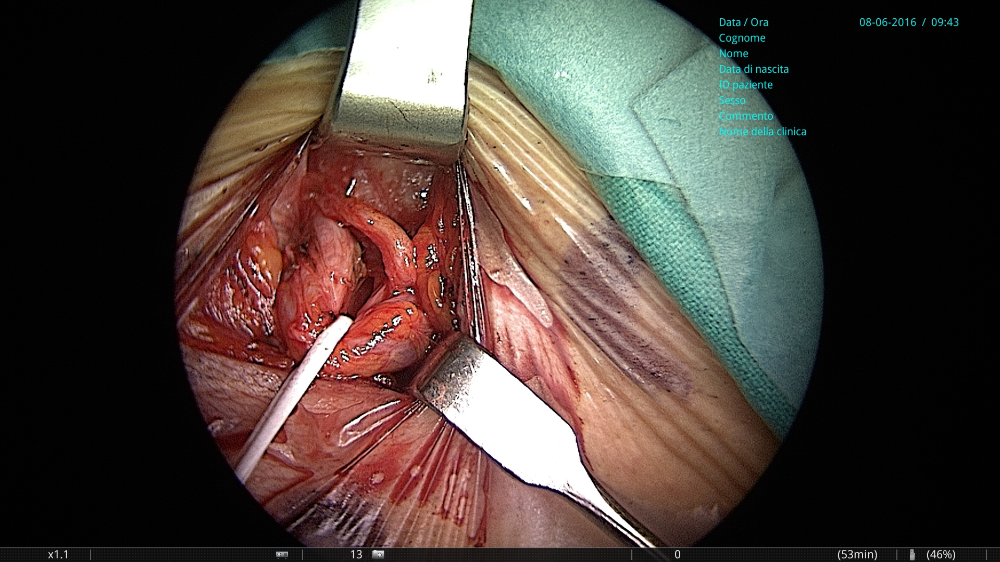 Data / Ora 08-06-2016 / 09:43
Cognome
Nome
Data di nascita
ID paziente
Sesso
Commento
Nome della clinica
x1.1 13 0 (53min) (46%)